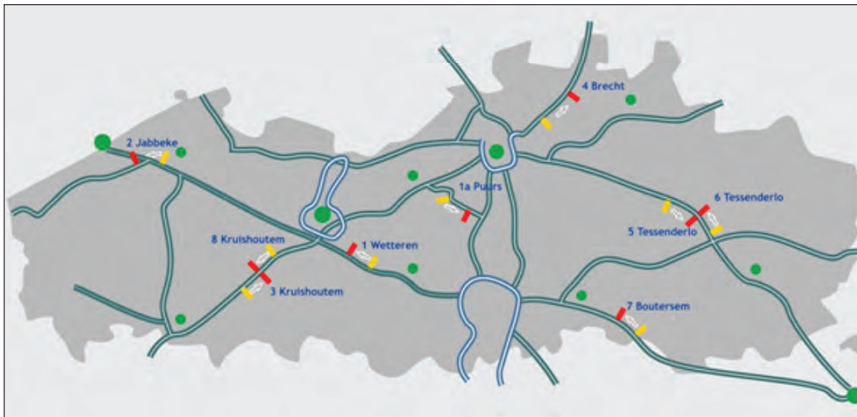 4 Brecht
2 Jabbeke
1a Puurs
6 Tessenderlo
5 Tessenderlo
8 Kruishoutem
1 Wetteren
3 Kruishoutem
7 Boutersem